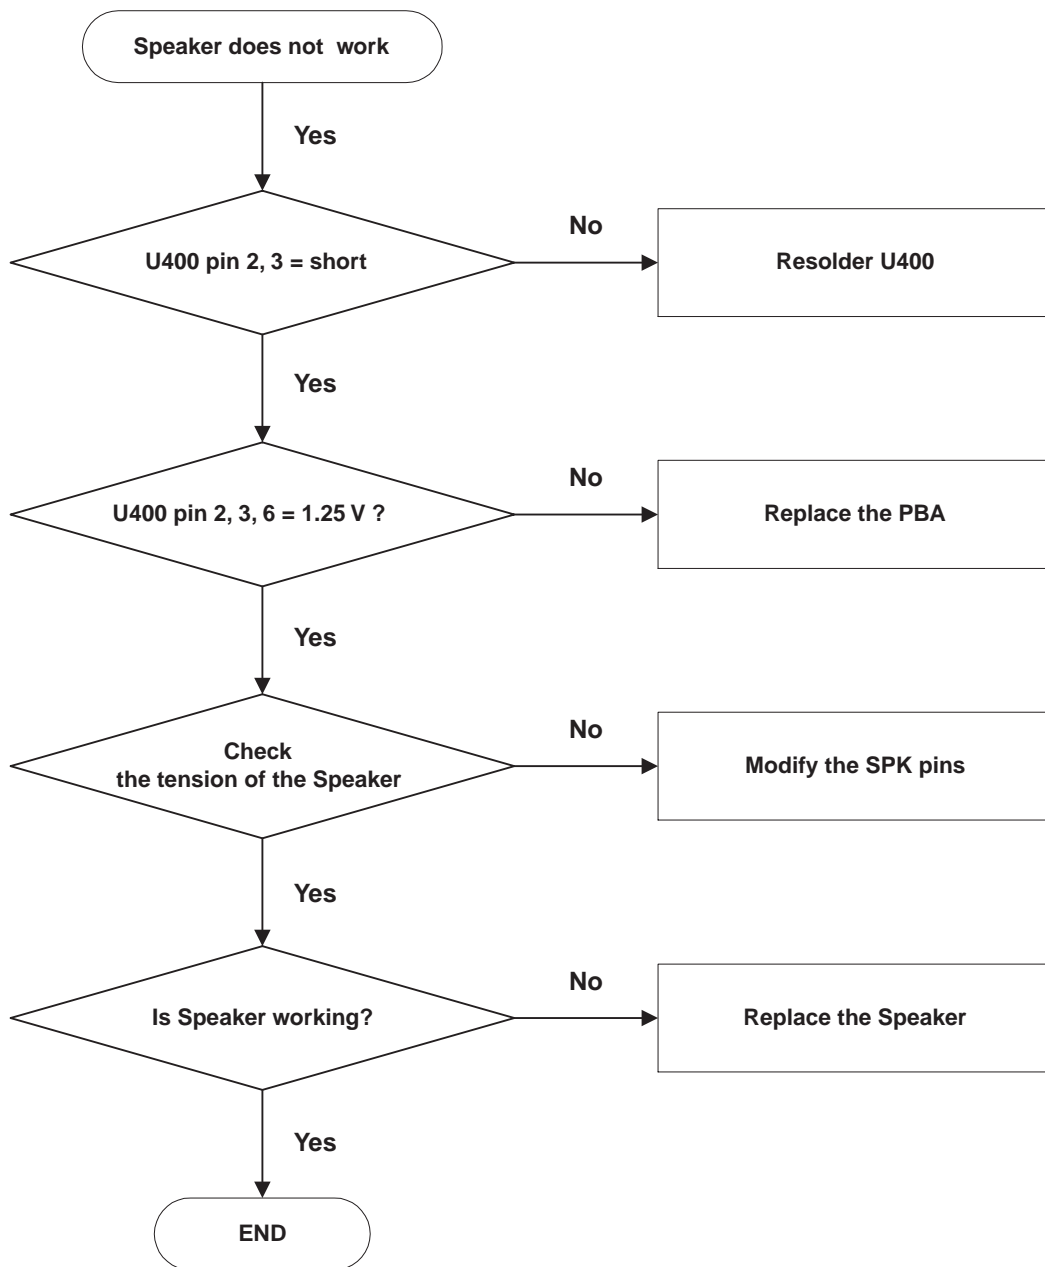 Speaker does not work
Yes
U400 pin 2, 3 = short
No
Resolder U400
Yes
U400 pin 2, 3, 6 = 1.25 V ?
No
Replace the PBA
Yes
Check
the tension of the Speaker
No
Modify the SPK pins
Yes
Is Speaker working?
No
Replace the Speaker
Yes
END